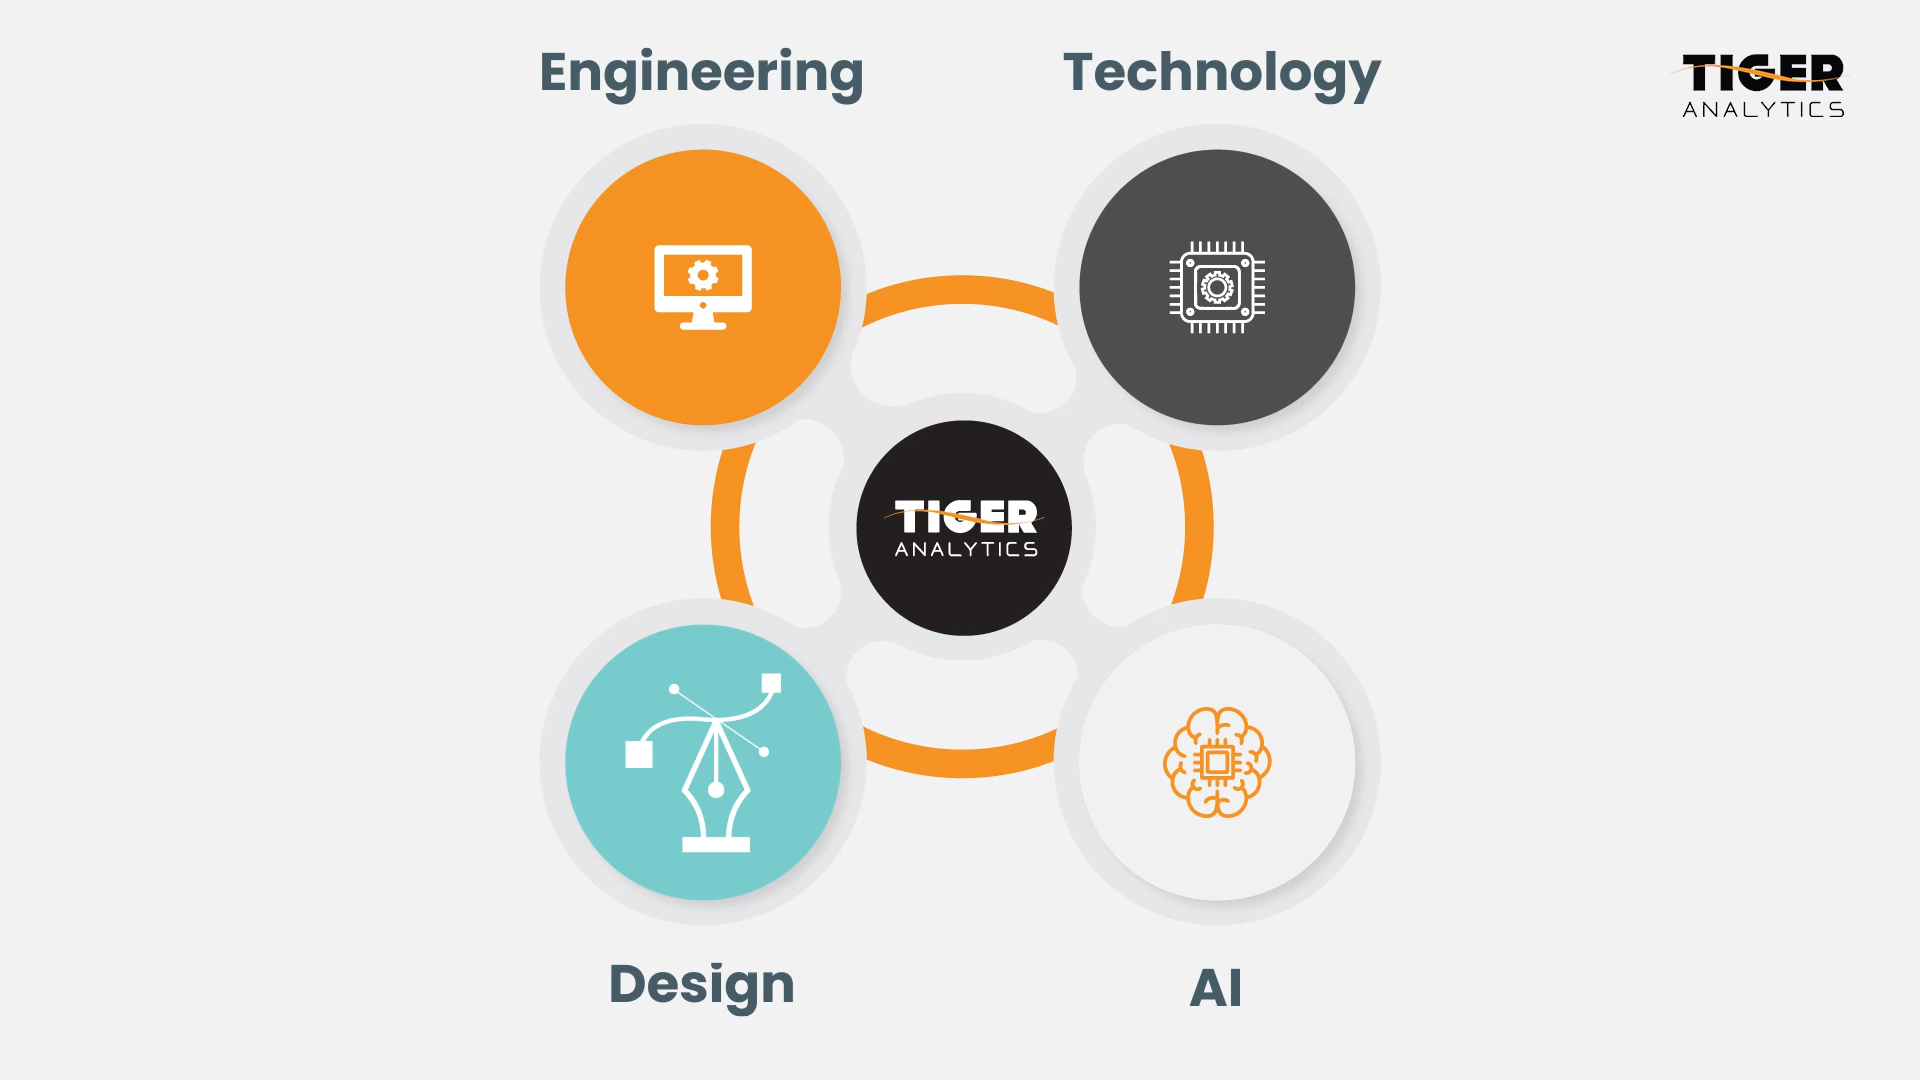 Engineering
Technology
TIGER
ANALYTICS
TIGER
ANALYTICS
Design
AI